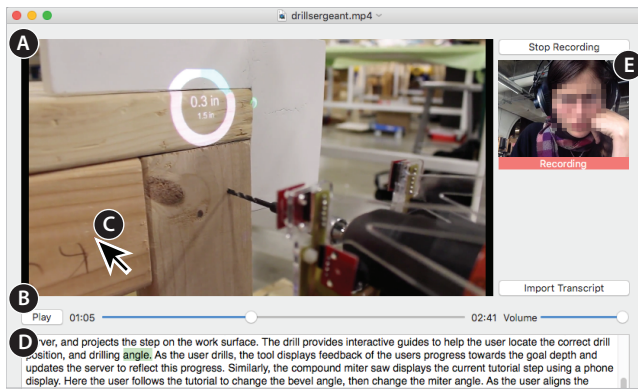 drillsergeant.mp4
A
Stop Recording
E
0.3 in
1.5 in
Recording
C
Import Transcript
B
Play 01:05 02:41 Volume
D
server, and projects the step on the work surface. The drill provides interactive guides to help the user locate the correct drill
position, and drilling angle. As the user drills, the tool displays feedback of the users progress towards the goal depth and
updates the server to reflect this progress. Similarly, the compound miter saw displays the current tutorial step using a phone
display. Here the user follows the tutorial to change the bevel angle, then change the miter angle. As the user aligns the